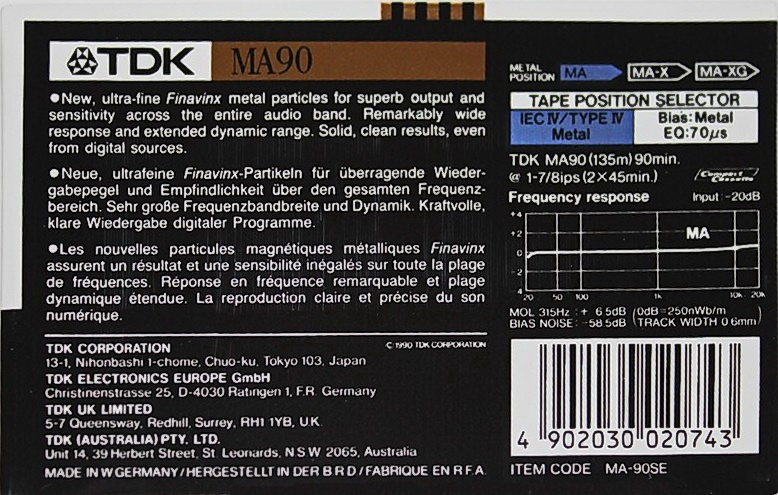 TDK MA90
●New, ultra-fine Finavinx metal particles for superb output and
sensitivity across the entire audio band. Remarkably wide
response and extended dynamic range. Solid, clean results, even
from digital sources.
●Neue, ultrafeine Finavinx-Partikeln für überragende Wieder-
gabepegel und Empfindlichkeit über den gesamten Frequenz-
bereich. Sehr große Frequenzbandbreite und Dynamik. Kraftvolle,
klare Wiedergabe digitaler Programme.
●Les nouvelles particules magnétiques métalliques Finavinx
assurent un résultat et une sensibilité inégalés sur toute la plage
de fréquences. Réponse en fréquence remarquable et plage
dynamique étendue. La reproduction claire et précise du son
numérique.
TDK CORPORATION
© 1990 TDK CORPORATION
13-1, Nihonbashi 1-chome, Chuo-ku, Tokyo 103, Japan
TDK ELECTRONICS EUROPE GmbH
Christinenstrasse 25, D-4030 Ratingen 1, F.R. Germany
TDK UK LIMITED
5-7 Queensway, Redhill, Surrey, RH1 1YB, U.K.
TDK (AUSTRALIA) PTY. LTD.
Unit 14, 39 Herbert Street, St. Leonards, N S W 2065, Australia
MADE IN W.GERMANY/HERGESTELLT IN DER B R D/FABRIQUE EN R.F.A.
METAL POSITION MA MA-X MA-XG
TAPE POSITION SELECTOR
IEC IV/TYPE IV
Metal
Bias: Metal
EQ: 70µs
TDK MA90 (135m) 90min.
@ 1-7/8ips (2×45min.)
Compact Cassette
Frequency response Input: -20dB
+4
+2
0
-2
-4
MA
20 50 100 1k 10k 20k
MOL 315Hz : + 6.5dB (0dB=250nWb/m
BIAS NOISE: -58.5dB (TRACK WIDTH 0.6mm)
4 902030 020743
ITEM CODE MA-90SE